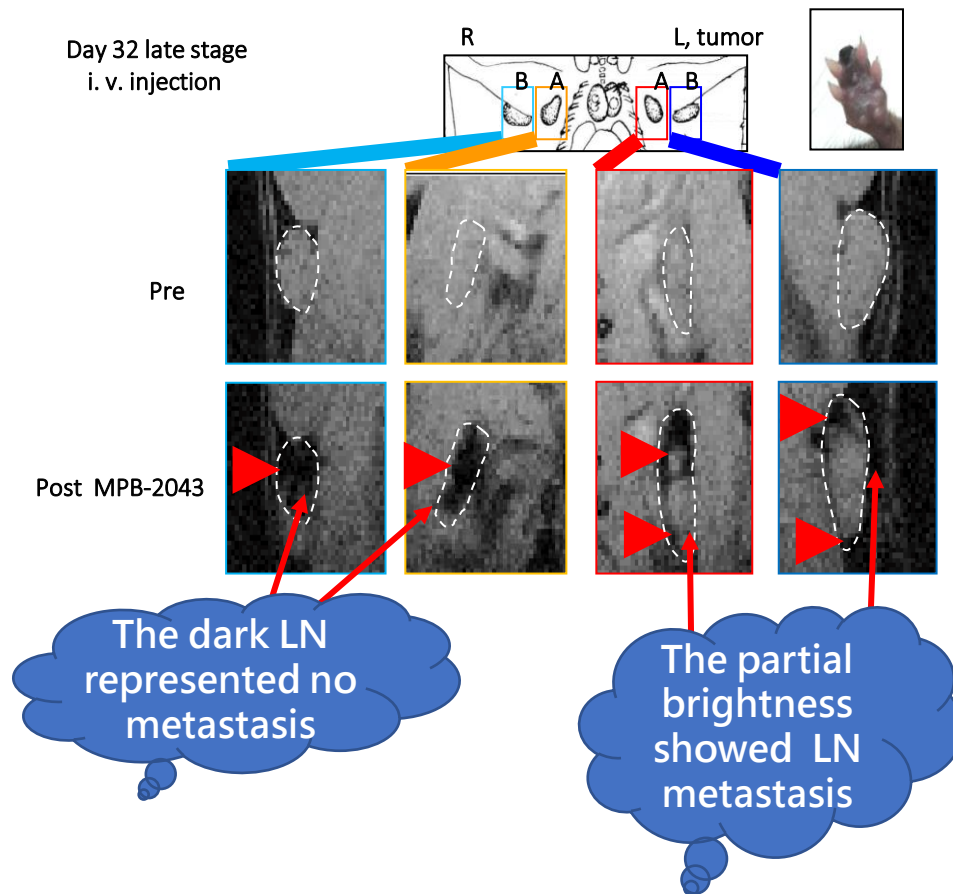 Day 32 late stage
i. v. injection
R
L, tumor
B
A
A
B
Pre
Post MPB-2043
The dark LN
represented no
metastasis
The partial
brightness
showed LN
metastasis